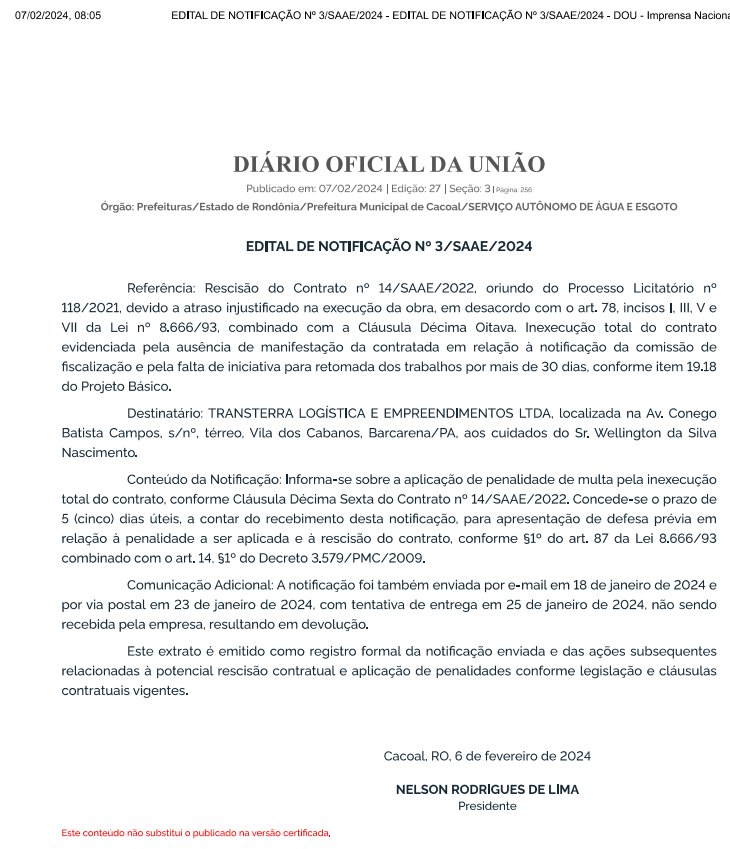 07/02/2024, 08:05 EDITAL DE NOTIFICAÇÃO Nº 3/SAAE/2024 - EDITAL DE NOTIFICAÇÃO Nº 3/SAAE/2024 - DOU - Imprensa Naciona
DIÁRIO OFICIAL DA UNIÃO
Publicado em: 07/02/2024 | Edição: 27 | Seção: 3 | Página: 256
Órgão: Prefeituras/Estado de Rondônia/Prefeitura Municipal de Cacoal/SERVIÇO AUTÔNOMO DE ÁGUA E ESGOTO
EDITAL DE NOTIFICAÇÃO Nº 3/SAAE/2024
Referência: Rescisão do Contrato nº 14/SAAE/2022, oriundo do Processo Licitatório nº
118/2021, devido a atraso injustificado na execução da obra, em desacordo com o art. 78, incisos I, III, V e
VII da Lei nº 8.666/93, combinado com a Cláusula Décima Oitava. Inexecução total do contrato
evidenciada pela ausência de manifestação da contratada em relação à notificação da comissão de
fiscalização e pela falta de iniciativa para retomada dos trabalhos por mais de 30 dias, conforme item 19.18
do Projeto Básico.
Destinatário: TRANSTERRA LOGÍSTICA E EMPREENDIMENTOS LTDA, localizada na Av. Conego
Batista Campos, s/nº, térreo, Vila dos Cabanos, Barcarena/PA, aos cuidados do Sr. Wellington da Silva
Nascimento.
Conteúdo da Notificação: Informa-se sobre a aplicação de penalidade de multa pela inexecução
total do contrato, conforme Cláusula Décima Sexta do Contrato nº 14/SAAE/2022. Concede-se o prazo de
5 (cinco) dias úteis, a contar do recebimento desta notificação, para apresentação de defesa prévia em
relação à penalidade a ser aplicada e à rescisão do contrato, conforme §1º do art. 87 da Lei 8.666/93
combinado com o art. 14, §1º do Decreto 3.579/PMC/2009.
Comunicação Adicional: A notificação foi também enviada por e-mail em 18 de janeiro de 2024 e
por via postal em 23 de janeiro de 2024, com tentativa de entrega em 25 de janeiro de 2024, não sendo
recebida pela empresa, resultando em devolução.
Este extrato é emitido como registro formal da notificação enviada e das ações subsequentes
relacionadas à potencial rescisão contratual e aplicação de penalidades conforme legislação e cláusulas
contratuais vigentes.
Cacoal, RO, 6 de fevereiro de 2024
NELSON RODRIGUES DE LIMA
Presidente
Este conteúdo não substitui o publicado na versão certificada.